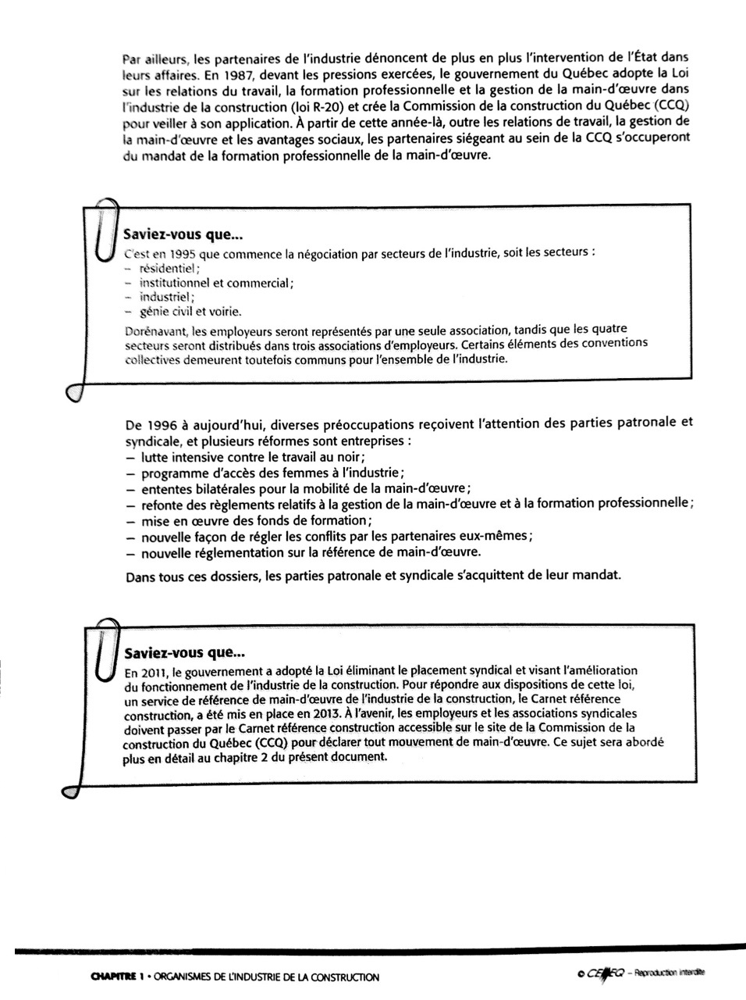 Par ailleurs, les partenaires de l'industrie dénoncent de plus en plus l'intervention de l'État dans
leurs affaires. En 1987, devant les pressions exercées, le gouvernement du Québec adopte la Loi
sur les relations du travail, la formation professionnelle et la gestion de la main-d'œuvre dans
l'industrie de la construction (loi R-20) et crée la Commission de la construction du Québec (CCQ)
pour veiller à son application. À partir de cette année-là, outre les relations de travail, la gestion de
la main-d'œuvre et les avantages sociaux, les partenaires siégeant au sein de la CCQ s'occuperont
du mandat de la formation professionnelle de la main-d'œuvre.
Saviez-vous que...
C'est en 1995 que commence la négociation par secteurs de l'industrie, soit les secteurs :
– résidentiel ;
– institutionnel et commercial ;
– industriel ;
– génie civil et voirie.
Dorénavant, les employeurs seront représentés par une seule association, tandis que les quatre
secteurs seront distribués dans trois associations d'employeurs. Certains éléments des conventions
collectives demeurent toutefois communs pour l'ensemble de l'industrie.
De 1996 à aujourd'hui, diverses préoccupations reçoivent l'attention des parties patronale et
syndicale, et plusieurs réformes sont entreprises :
– lutte intensive contre le travail au noir ;
– programme d'accès des femmes à l'industrie ;
– ententes bilatérales pour la mobilité de la main-d'œuvre ;
– refonte des règlements relatifs à la gestion de la main-d'œuvre et à la formation professionnelle ;
– mise en œuvre des fonds de formation ;
– nouvelle façon de régler les conflits par les partenaires eux-mêmes ;
– nouvelle réglementation sur la référence de main-d'œuvre.
Dans tous ces dossiers, les parties patronale et syndicale s'acquittent de leur mandat.
Saviez-vous que...
En 2011, le gouvernement a adopté la Loi éliminant le placement syndical et visant l'amélioration
du fonctionnement de l'industrie de la construction. Pour répondre aux dispositions de cette loi,
un service de référence de main-d'œuvre de l'industrie de la construction, le Carnet référence
construction, a été mis en place en 2013. À l'avenir, les employeurs et les associations syndicales
doivent passer par le Carnet référence construction accessible sur le site de la Commission de la
construction du Québec (CCQ) pour déclarer tout mouvement de main-d'œuvre. Ce sujet sera abordé
plus en détail au chapitre 2 du présent document.
CHAPITRE 1 • ORGANISMES DE L'INDUSTRIE DE LA CONSTRUCTION
© CEMEQ – Reproduction interdite